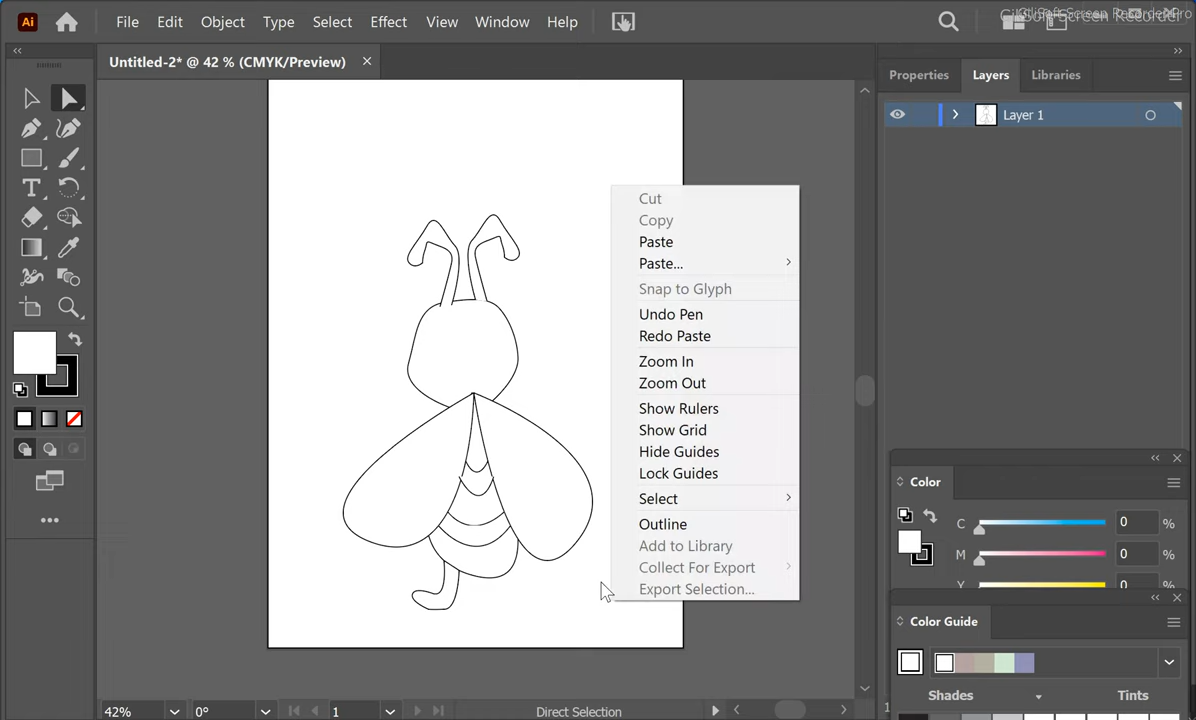 Ai File Edit Object Type Select Effect View Window Help
Untitled-2* @ 42 % (CMYK/Preview)
Properties Layers Libraries
Layer 1
Cut
Copy
Paste
Paste...
Snap to Glyph
Undo Pen
Redo Paste
Zoom In
Zoom Out
Show Rulers
Show Grid
Hide Guides
Lock Guides
Select
Outline
Add to Library
Collect For Export
Export Selection...
Color
C 0 %
M 0 %
Y 0 %
Color Guide
Shades Tints
42% 0° 1 Direct Selection